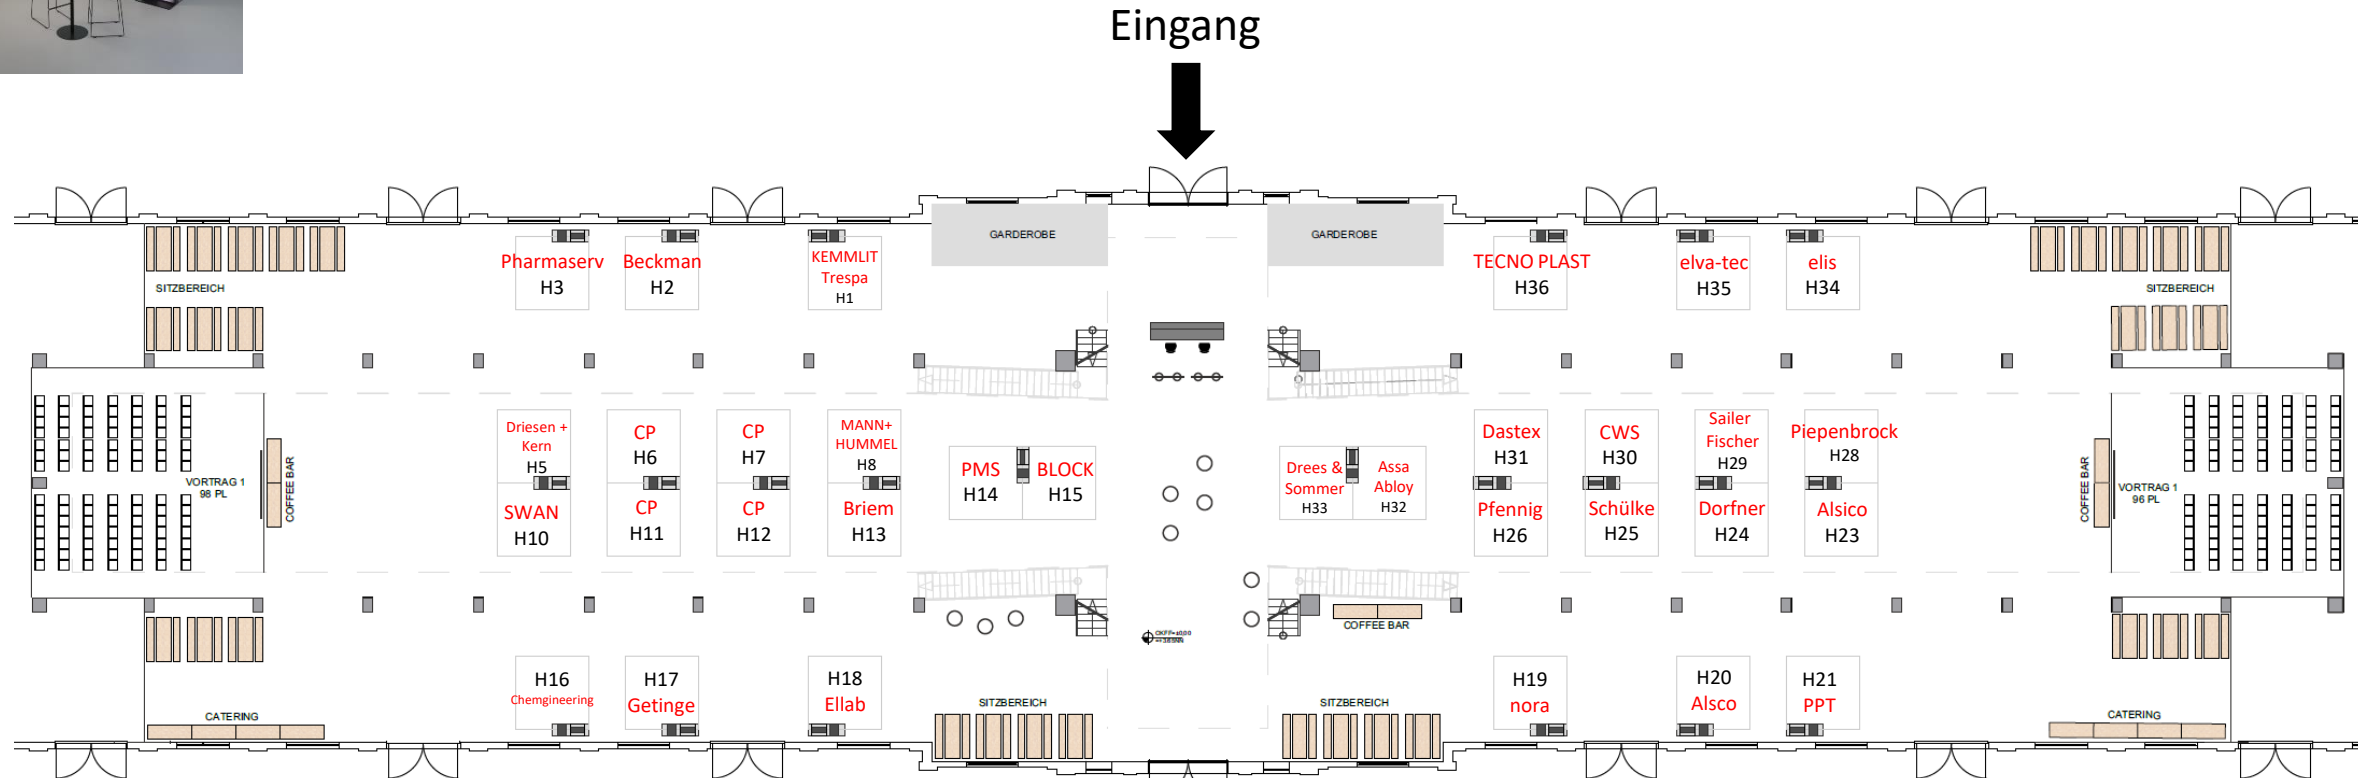 Eingang
GARDEROBE
GARDEROBE
Pharmaserv
H3
Beckman
H2
KEMMLIT
Trespa
H1
TECNO PLAST
H36
elva-tec
H35
elis
H34
SITZBEREICH
SITZBEREICH
Driesen +
Kern
H5
CP
H6
CP
H7
MANN+
HUMMEL
H8
PMS
H14
BLOCK
H15
Drees &
Sommer
H33
Assa
Abloy
H32
Dastex
H31
CWS
H30
Sailer
Fischer
H29
Piepenbrock
H28
VORTRAG 1
98 PL
COFFEE BAR
COFFEE BAR
VORTRAG 1
96 PL
SWAN
H10
CP
H11
CP
H12
Briem
H13
Pfennig
H26
Schülke
H25
Dorfner
H24
Alsico
H23
COFFEE BAR
H16
Chemgineering
H17
Getinge
H18
Ellab
H19
nora
H20
Alsco
H21
PPT
SITZBEREICH
SITZBEREICH
CATERING
CATERING